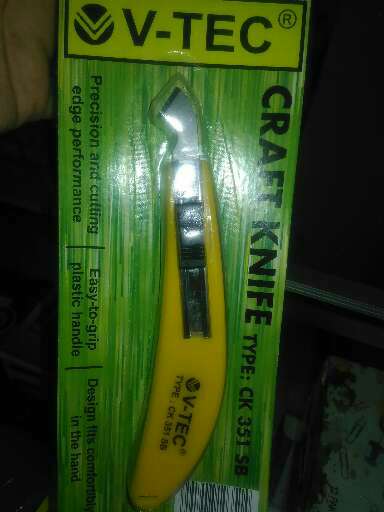 V-TEC®
CRAFT KNIFE TYPE: CK 351 SB
Precision and cutting
edge performance
Easy-to-grip
plastic handle
Design fits comfortably
in the hand
V-TEC®
TYPE : CK 351 SB